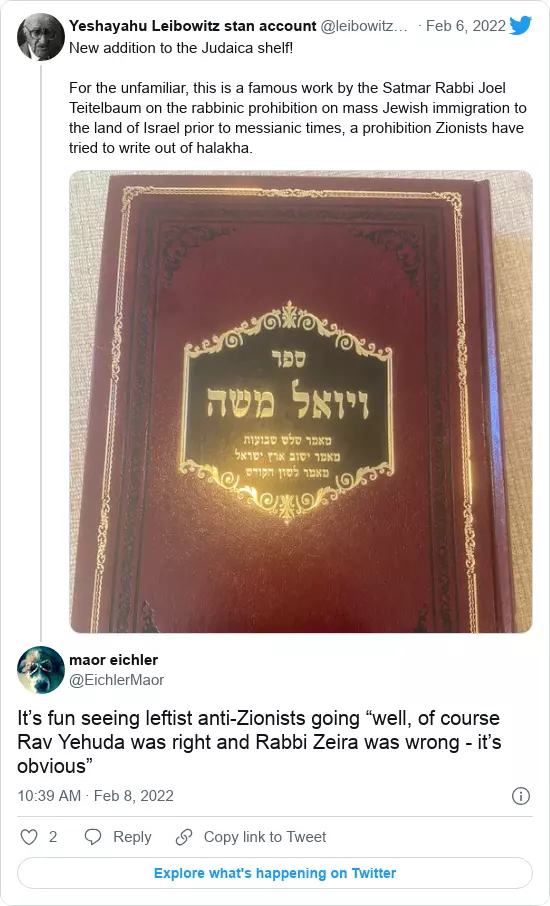 Yeshayahu Leibowitz stan account @leibowitz… · Feb 6, 2022
New addition to the Judaica shelf!
For the unfamiliar, this is a famous work by the Satmar Rabbi Joel
Teitelbaum on the rabbinic prohibition on mass Jewish immigration to
the land of Israel prior to messianic times, a prohibition Zionists have
tried to write out of halakha.
ספר
ויואל משה
מאמר שלש שבועות
מאמר ישוב ארץ ישראל
מאמר לשון הקודש
maor eichler
@EichlerMaor
It’s fun seeing leftist anti-Zionists going “well, of course
Rav Yehuda was right and Rabbi Zeira was wrong - it’s
obvious”
10:39 AM · Feb 8, 2022
2 Reply Copy link to Tweet
Explore what's happening on Twitter